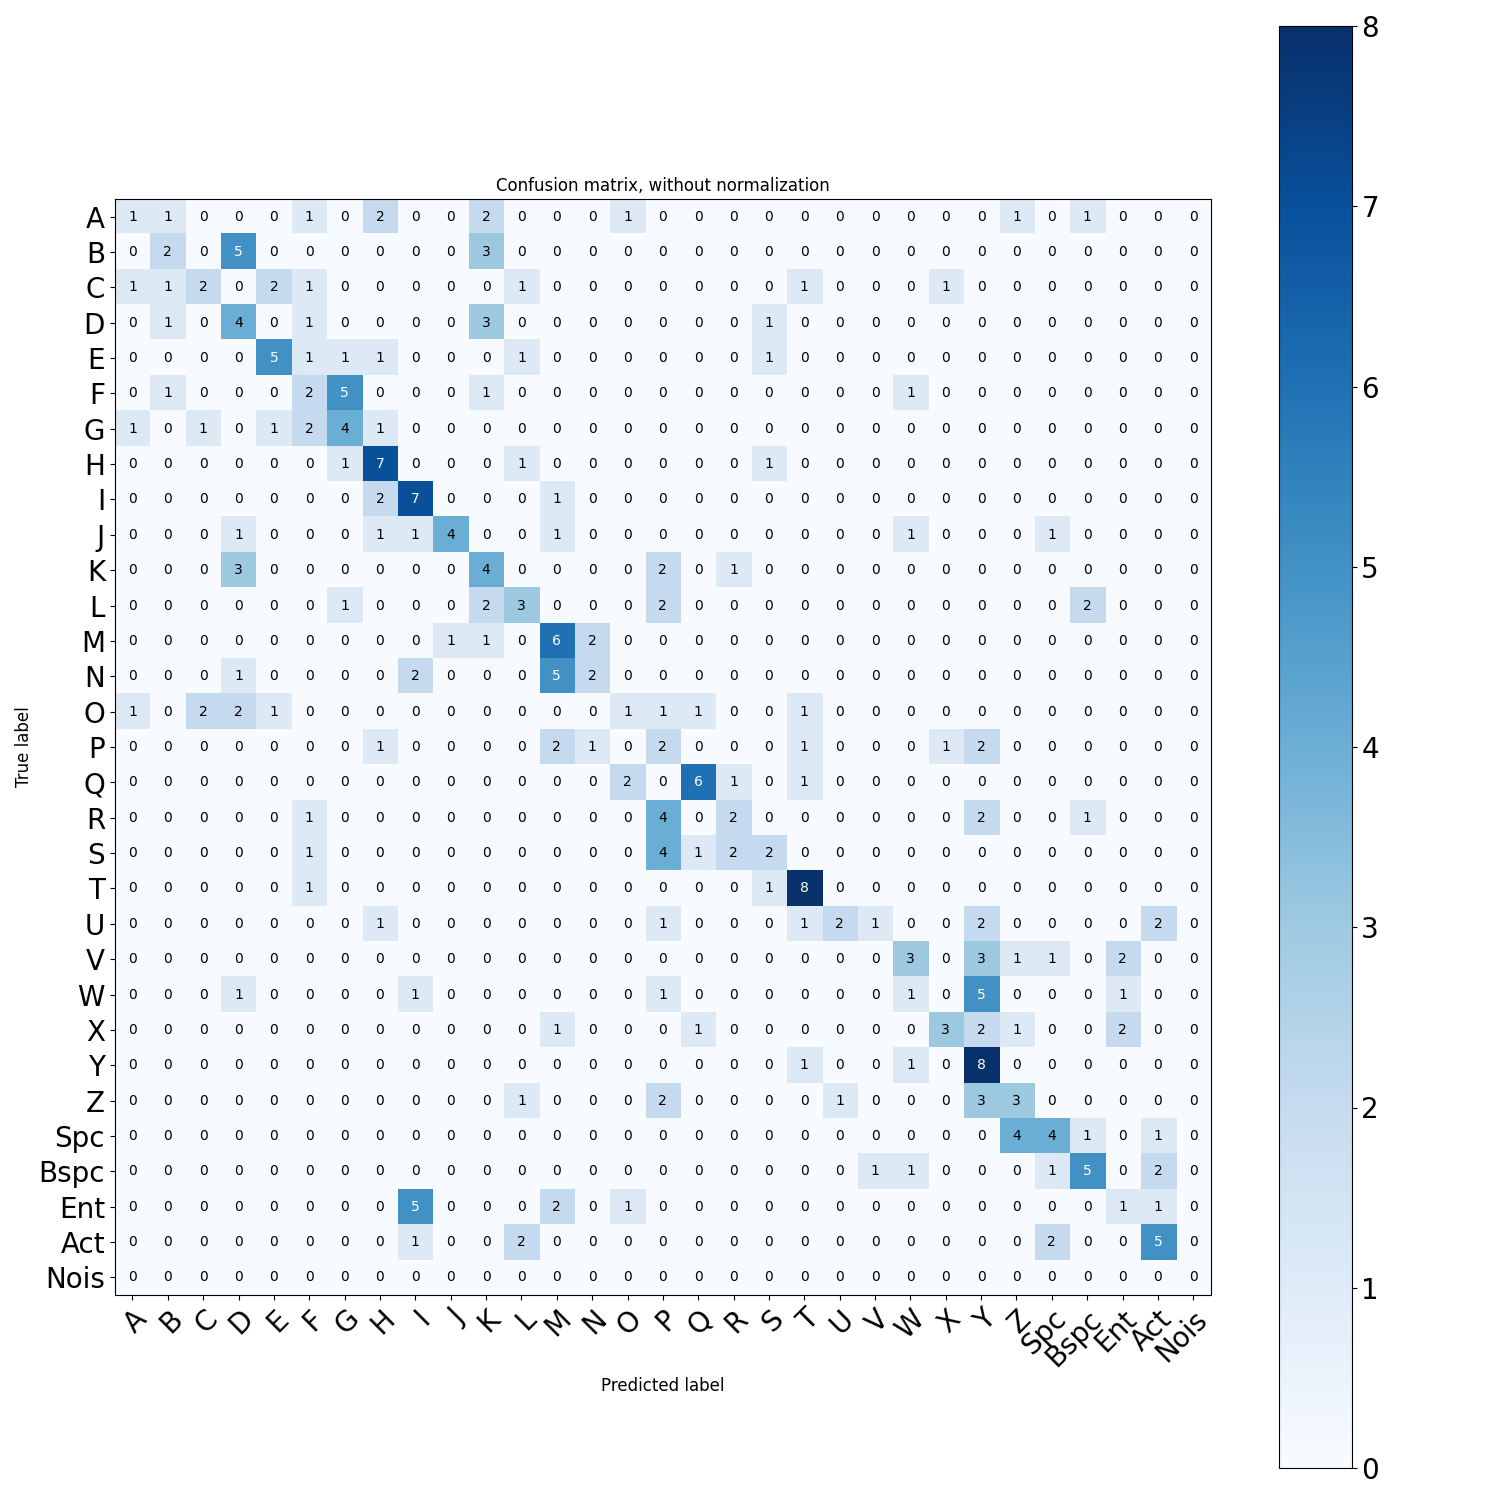 Confusion matrix, without normalization
A 1 1 0 0 0 1 0 2 0 0 2 0 0 0 1 0 0 0 0 0 0 0 0 0 0 1 0 1 0 0 0
B 0 2 0 5 0 0 0 0 0 0 3 0 0 0 0 0 0 0 0 0 0 0 0 0 0 0 0 0 0 0 0
C 1 1 2 0 2 1 0 0 0 0 0 1 0 0 0 0 0 0 0 1 0 0 0 1 0 0 0 0 0 0 0
D 0 1 0 4 0 1 0 0 0 0 3 0 0 0 0 0 0 0 1 0 0 0 0 0 0 0 0 0 0 0 0
E 0 0 0 0 5 1 1 1 0 0 0 1 0 0 0 0 0 0 1 0 0 0 0 0 0 0 0 0 0 0 0
F 0 1 0 0 0 2 5 0 0 0 1 0 0 0 0 0 0 0 0 0 0 0 1 0 0 0 0 0 0 0 0
G 1 0 1 0 1 2 4 1 0 0 0 0 0 0 0 0 0 0 0 0 0 0 0 0 0 0 0 0 0 0 0
H 0 0 0 0 0 0 1 7 0 0 0 1 0 0 0 0 0 0 1 0 0 0 0 0 0 0 0 0 0 0 0
I 0 0 0 0 0 0 0 2 7 0 0 0 1 0 0 0 0 0 0 0 0 0 0 0 0 0 0 0 0 0 0
J 0 0 0 1 0 0 0 1 1 4 0 0 1 0 0 0 0 0 0 0 0 0 1 0 0 0 1 0 0 0 0
K 0 0 0 3 0 0 0 0 0 0 4 0 0 0 0 2 0 1 0 0 0 0 0 0 0 0 0 0 0 0 0
L 0 0 0 0 0 0 1 0 0 0 2 3 0 0 0 2 0 0 0 0 0 0 0 0 0 0 0 2 0 0 0
M 0 0 0 0 0 0 0 0 0 1 1 0 6 2 0 0 0 0 0 0 0 0 0 0 0 0 0 0 0 0 0
N 0 0 0 1 0 0 0 0 2 0 0 0 5 2 0 0 0 0 0 0 0 0 0 0 0 0 0 0 0 0 0
O 1 0 2 2 1 0 0 0 0 0 0 0 0 0 1 1 1 0 0 1 0 0 0 0 0 0 0 0 0 0 0
P 0 0 0 0 0 0 0 1 0 0 0 0 2 1 0 2 0 0 0 1 0 0 0 1 2 0 0 0 0 0 0
Q 0 0 0 0 0 0 0 0 0 0 0 0 0 0 2 0 6 1 0 1 0 0 0 0 0 0 0 0 0 0 0
R 0 0 0 0 0 1 0 0 0 0 0 0 0 0 0 4 0 2 0 0 0 0 0 0 2 0 0 1 0 0 0
S 0 0 0 0 0 1 0 0 0 0 0 0 0 0 0 4 1 2 2 0 0 0 0 0 0 0 0 0 0 0 0
T 0 0 0 0 0 1 0 0 0 0 0 0 0 0 0 0 0 0 1 8 0 0 0 0 0 0 0 0 0 0 0
U 0 0 0 0 0 0 0 1 0 0 0 0 0 0 0 1 0 0 0 1 2 1 0 0 2 0 0 0 0 2 0
V 0 0 0 0 0 0 0 0 0 0 0 0 0 0 0 0 0 0 0 0 0 0 3 0 3 1 1 0 2 0 0
W 0 0 0 1 0 0 0 0 1 0 0 0 0 0 0 1 0 0 0 0 0 0 1 0 5 0 0 0 1 0 0
X 0 0 0 0 0 0 0 0 0 0 0 0 1 0 0 0 1 0 0 0 0 0 0 3 2 1 0 0 2 0 0
Y 0 0 0 0 0 0 0 0 0 0 0 0 0 0 0 0 0 0 0 1 0 0 1 0 8 0 0 0 0 0 0
Z 0 0 0 0 0 0 0 0 0 0 0 1 0 0 0 2 0 0 0 0 1 0 0 0 3 3 0 0 0 0 0
Spc 0 0 0 0 0 0 0 0 0 0 0 0 0 0 0 0 0 0 0 0 0 0 0 0 0 4 4 1 0 1 0
Bspc 0 0 0 0 0 0 0 0 0 0 0 0 0 0 0 0 0 0 0 0 0 1 1 0 0 0 1 5 0 2 0
Ent 0 0 0 0 0 0 0 0 5 0 0 0 2 0 1 0 0 0 0 0 0 0 0 0 0 0 0 0 1 1 0
Act 0 0 0 0 0 0 0 0 1 0 0 2 0 0 0 0 0 0 0 0 0 0 0 0 0 0 2 0 0 5 0
Nois 0 0 0 0 0 0 0 0 0 0 0 0 0 0 0 0 0 0 0 0 0 0 0 0 0 0 0 0 0 0 0
A B C D E F G H I J K L M N O P Q R S T U V W X Y Z Spc Bspc Ent Act Nois
Predicted label
True label
8
7
6
5
4
3
2
1
0